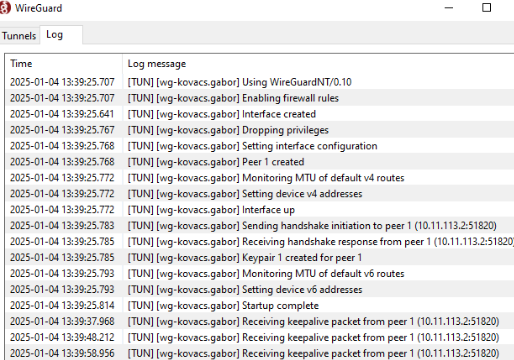 WireGuard
Tunnels Log
Time Log message
2025-01-04 13:39:25.707 [TUN] [wg-kovacs.gabor] Using WireGuardNT/0.10
2025-01-04 13:39:25.707 [TUN] [wg-kovacs.gabor] Enabling firewall rules
2025-01-04 13:39:25.641 [TUN] [wg-kovacs.gabor] Interface created
2025-01-04 13:39:25.767 [TUN] [wg-kovacs.gabor] Dropping privileges
2025-01-04 13:39:25.768 [TUN] [wg-kovacs.gabor] Setting interface configuration
2025-01-04 13:39:25.768 [TUN] [wg-kovacs.gabor] Peer 1 created
2025-01-04 13:39:25.772 [TUN] [wg-kovacs.gabor] Monitoring MTU of default v4 routes
2025-01-04 13:39:25.772 [TUN] [wg-kovacs.gabor] Setting device v4 addresses
2025-01-04 13:39:25.772 [TUN] [wg-kovacs.gabor] Interface up
2025-01-04 13:39:25.783 [TUN] [wg-kovacs.gabor] Sending handshake initiation to peer 1 (10.11.113.2:51820)
2025-01-04 13:39:25.785 [TUN] [wg-kovacs.gabor] Receiving handshake response from peer 1 (10.11.113.2:51820)
2025-01-04 13:39:25.785 [TUN] [wg-kovacs.gabor] Keypair 1 created for peer 1
2025-01-04 13:39:25.793 [TUN] [wg-kovacs.gabor] Monitoring MTU of default v6 routes
2025-01-04 13:39:25.793 [TUN] [wg-kovacs.gabor] Setting device v6 addresses
2025-01-04 13:39:25.814 [TUN] [wg-kovacs.gabor] Startup complete
2025-01-04 13:39:37.968 [TUN] [wg-kovacs.gabor] Receiving keepalive packet from peer 1 (10.11.113.2:51820)
2025-01-04 13:39:48.212 [TUN] [wg-kovacs.gabor] Receiving keepalive packet from peer 1 (10.11.113.2:51820)
2025-01-04 13:39:58.956 [TUN] [wg-kovacs.gabor] Receiving keepalive packet from peer 1 (10.11.113.2:51820)